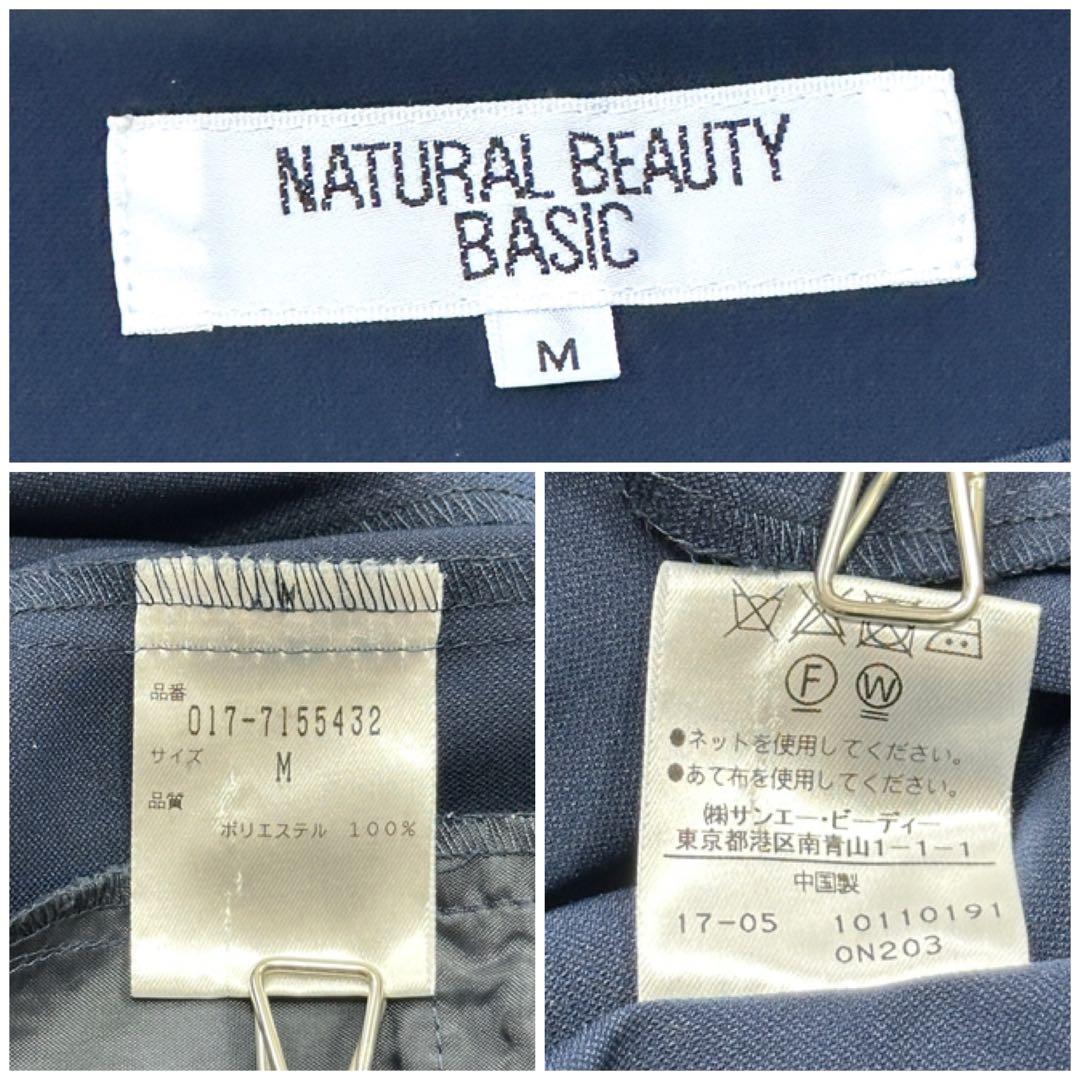 NATURAL BEAUTY
BASIC
M
M
品番
017-7155432
サイズ
M
品質
ポリエステル 100%
F W
●ネットを使用してください。
●あて布を使用してください。
㈱サンエー・ビーディー
東京都港区南青山1-1-1
中国製
17-05 10110191
0N203